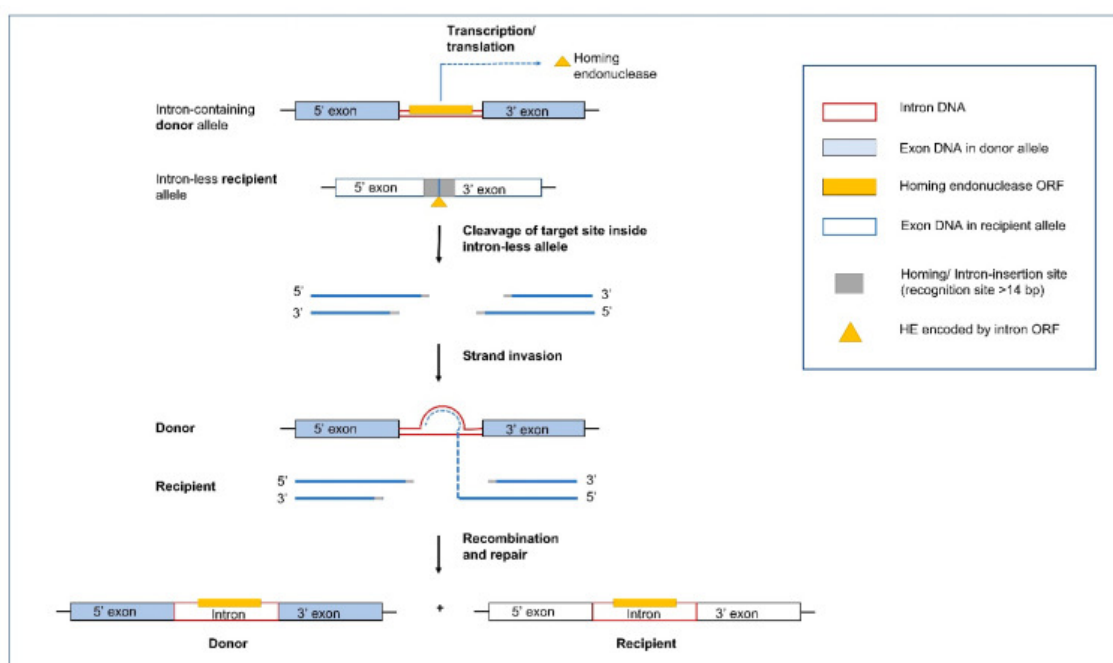 Transcription/
translation
Homing
endonuclease
Intron-containing
donor allele
5' exon
3' exon
Intron-less recipient
allele
5' exon
3' exon
Cleavage of target site inside
intron-less allele
5'
3'
3'
5'
Strand invasion
Donor
5' exon
3' exon
Recipient
5'
3'
3'
5'
Recombination
and repair
5' exon
Intron
3' exon
+
5' exon
Intron
3' exon
Donor
Recipient
Intron DNA
Exon DNA in donor allele
Homing endonuclease ORF
Exon DNA in recipient allele
Homing/ Intron-insertion site
(recognition site >14 bp)
HE encoded by intron ORF